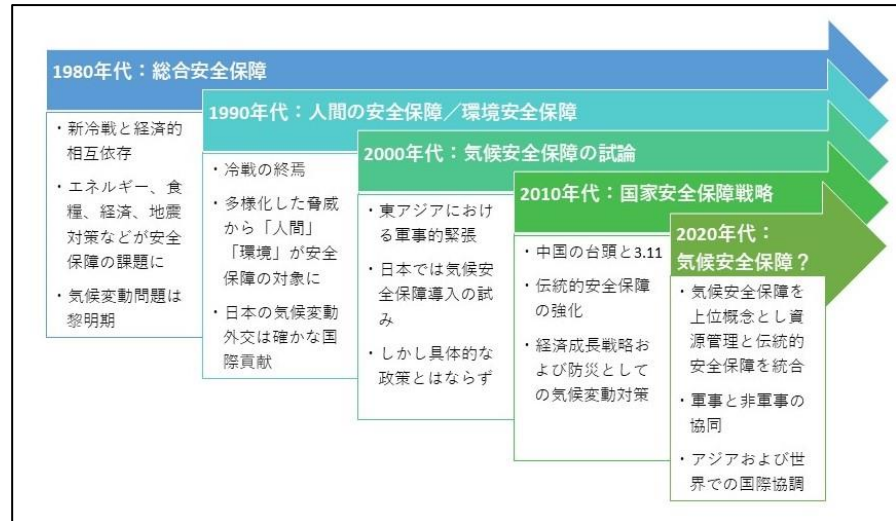 1980年代：総合安全保障
・新冷戦と経済的
相互依存
・エネルギー、食
糧、経済、地震
対策などが安全
保障の課題に
・気候変動問題は
黎明期
1990年代：人間の安全保障／環境安全保障
・冷戦の終焉
・多様化した脅威
から「人間」
「環境」が安全
保障の対象に
・日本の気候変動
外交は確かな国
際貢献
2000年代：気候安全保障の試論
・東アジアにおけ
る軍事的緊張
・日本では気候安
全保障導入の試
み
・しかし具体的な
政策とはならず
2010年代：国家安全保障戦略
・中国の台頭と3.11
・伝統的安全保障
の強化
・経済成長戦略お
よび防災として
の気候変動対策
2020年代：
気候安全保障？
・気候安全保障を
上位概念とし資
源管理と伝統的
安全保障を統合
・軍事と非軍事の
協同
・アジアおよび世
界での国際協調